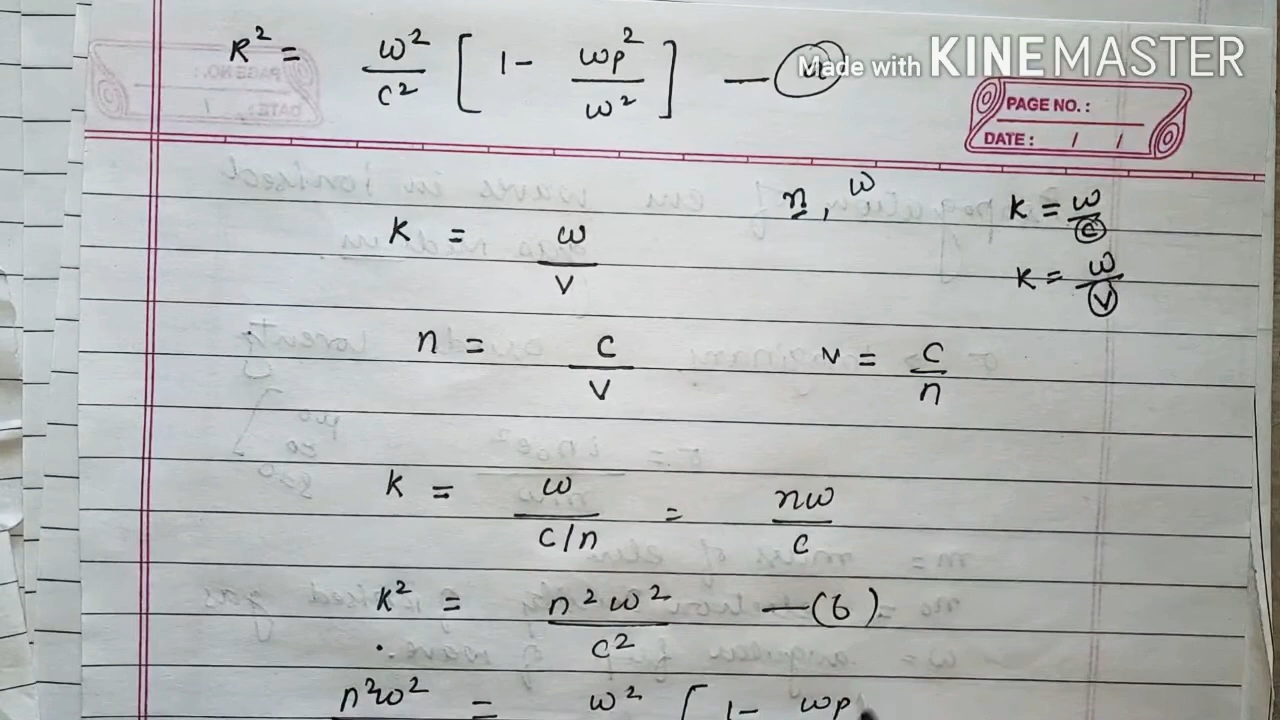 Made with KINEMASTER
K² = ω²/c² [1 - ωp²/ω²] —
PAGE NO. :
DATE : / /
n, ω
K = ω/c
K = ω/v
K = ω/v
n = c/v v = c/n
K = ω/c/n = nω/c
K² = n²ω²/c² —(6)
n²ω² = ω² [1- ωp